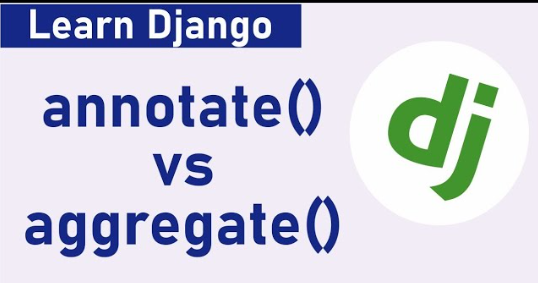 Learn Django
annotate()
vs
aggregate()
dj